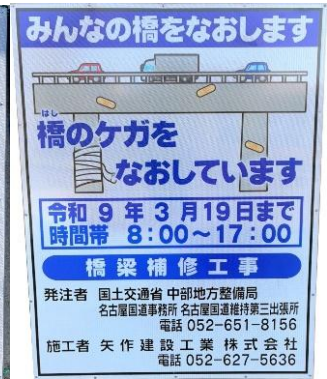 みんなの橋をなおします
はし
橋のケガを
なおしています
令和9年3月19日まで
時間帯 8:00～17:00
橋梁補修工事
発注者 国土交通省 中部地方整備局
名古屋国道事務所 名古屋国道維持第三出張所
電話 052-651-8156
施工者 矢作建設工業株式会社
電話 052-627-5636